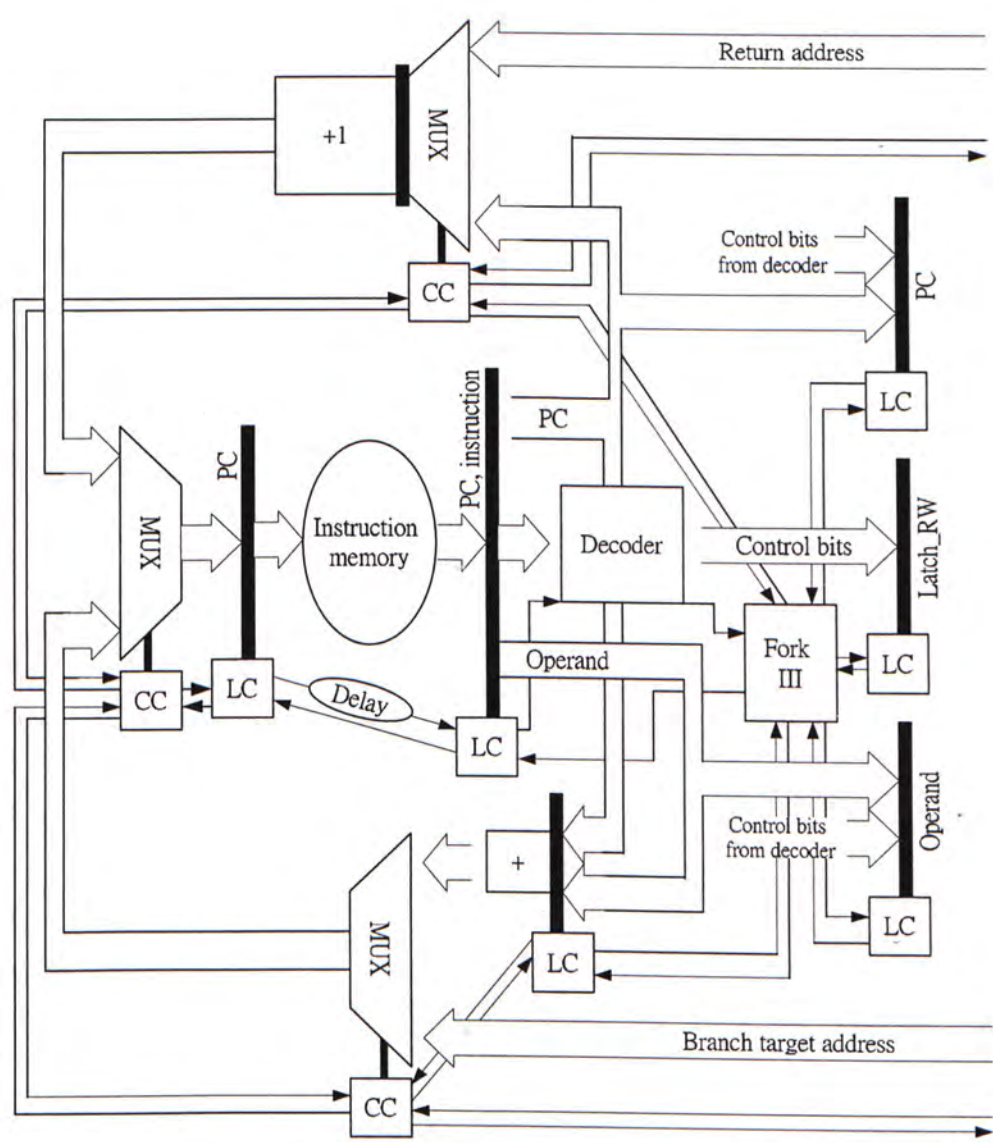 Return address
MUX
+1
CC
Control bits
from decoder
PC
LC
PC, instruction
PC
PC
MUX
Instruction
memory
Decoder
Control bits
Latch_RW
Operand
Fork
III
LC
CC
LC
Delay
LC
Operand
Control bits
from decoder
+
MUX
LC
LC
Branch target address
CC